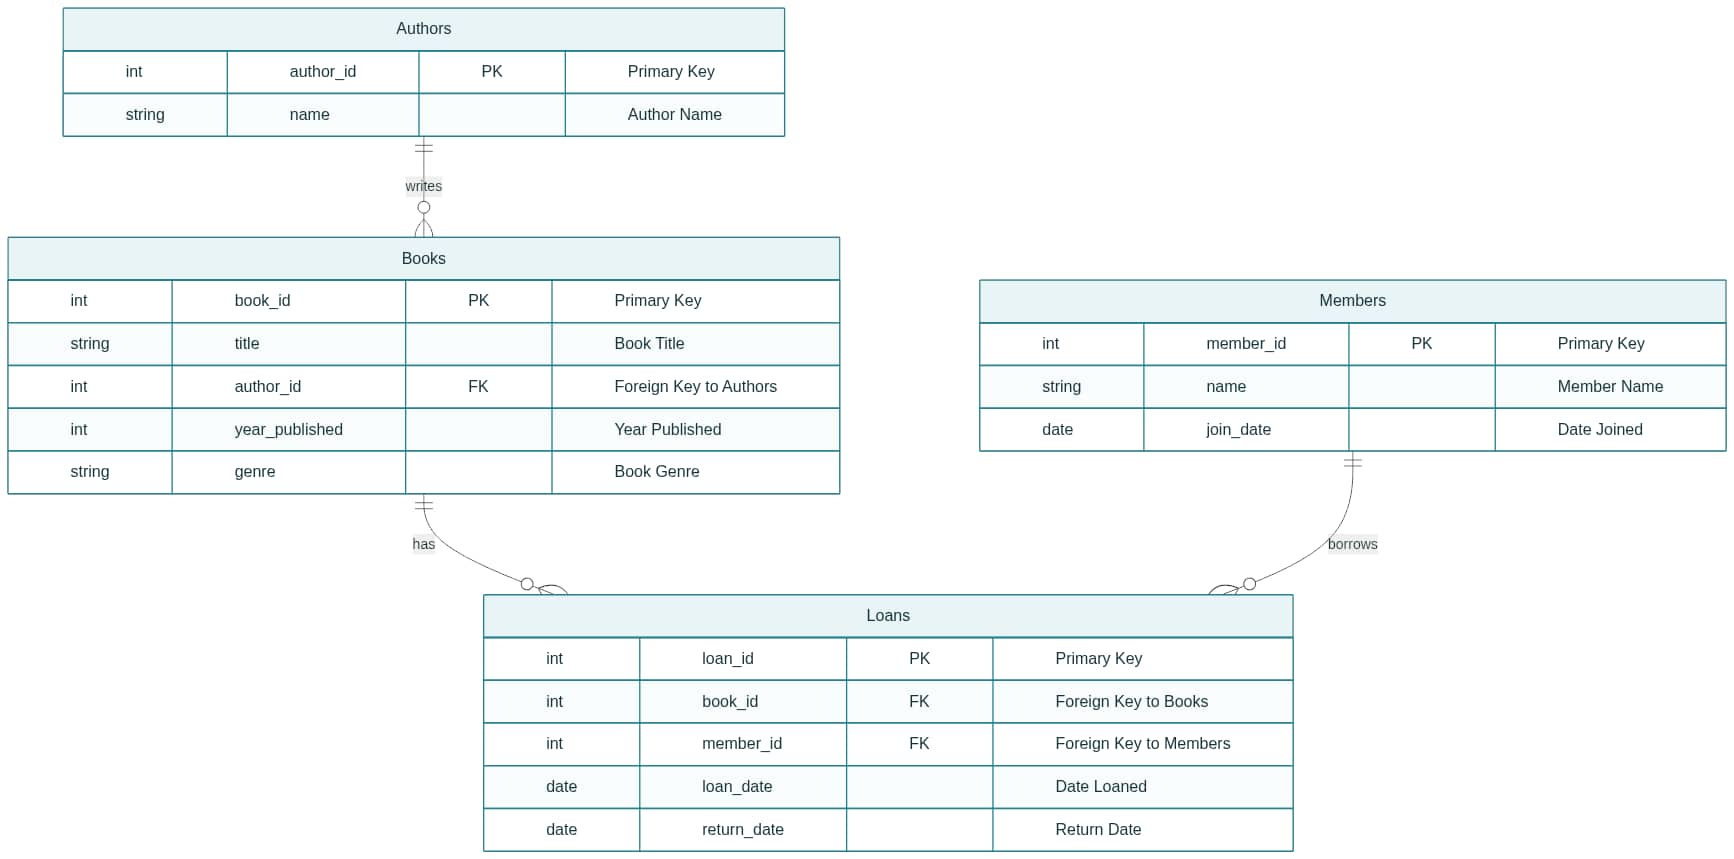 Authors
int author_id PK Primary Key
string name Author Name
writes
Books
int book_id PK Primary Key
string title Book Title
int author_id FK Foreign Key to Authors
int year_published Year Published
string genre Book Genre
Members
int member_id PK Primary Key
string name Member Name
date join_date Date Joined
has
borrows
Loans
int loan_id PK Primary Key
int book_id FK Foreign Key to Books
int member_id FK Foreign Key to Members
date loan_date Date Loaned
date return_date Return Date